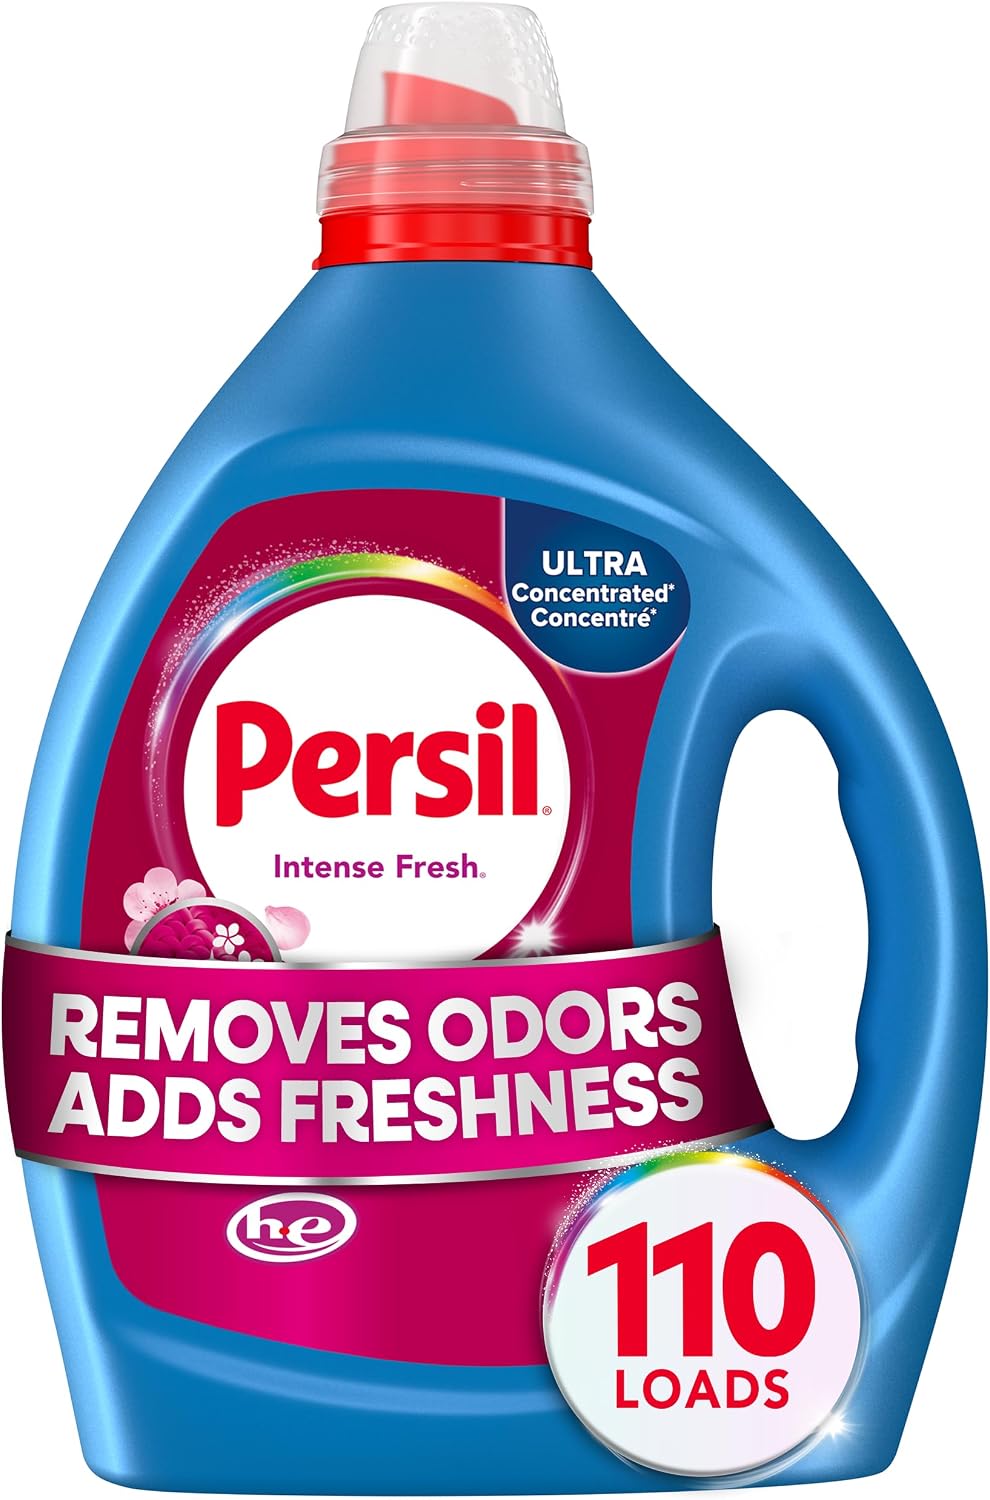 ULTRA
Concentrated*
Concentré*
Persil®
Intense Fresh®
REMOVES ODORS
ADDS FRESHNESS
he
110
LOADS